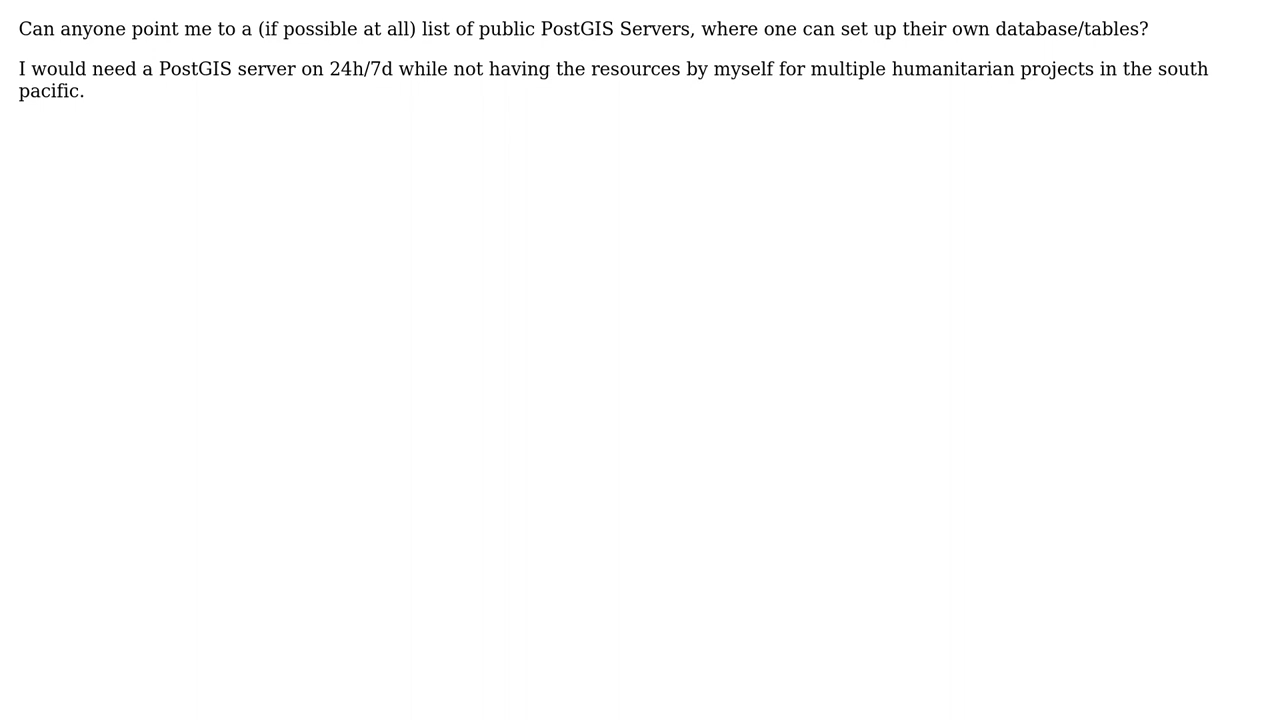 Can anyone point me to a (if possible at all) list of public PostGIS Servers, where one can set up their own database/tables?
I would need a PostGIS server on 24h/7d while not having the resources by myself for multiple humanitarian projects in the south
pacific.